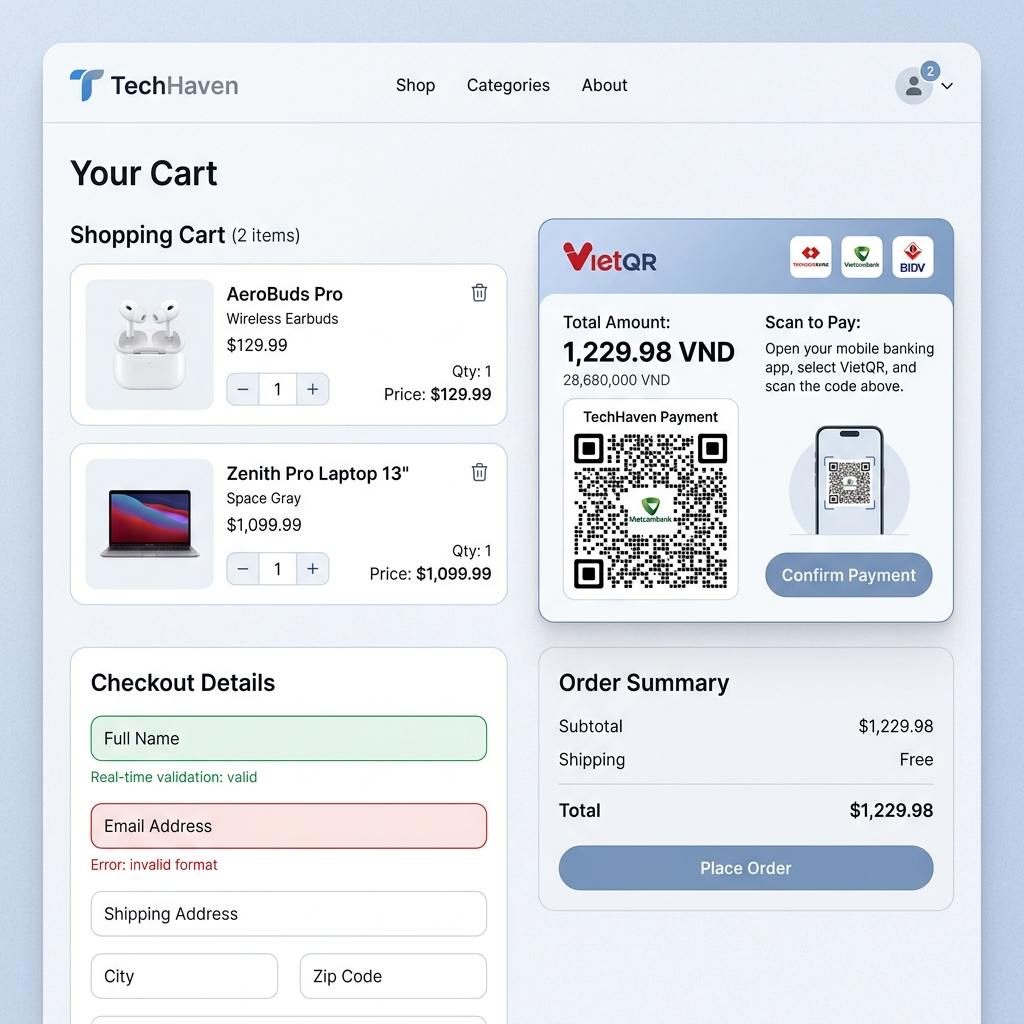 TechHaven
Shop
Categories
About
2
Your Cart
Shopping Cart (2 items)
AeroBuds Pro
Wireless Earbuds
$129.99
− 1 +
Qty: 1
Price: $129.99
Zenith Pro Laptop 13"
Space Gray
$1,099.99
− 1 +
Qty: 1
Price: $1,099.99
VietQR
Vietcombank
BIDV
Total Amount:
1,229.98 VND
28,680,000 VND
TechHaven Payment
Vietcambank
Scan to Pay:
Open your mobile banking
app, select VietQR, and
scan the code above.
Confirm Payment
Checkout Details
Full Name
Real-time validation: valid
Email Address
Error: invalid format
Shipping Address
City
Zip Code
Order Summary
Subtotal $1,229.98
Shipping Free
Total $1,229.98
Place Order